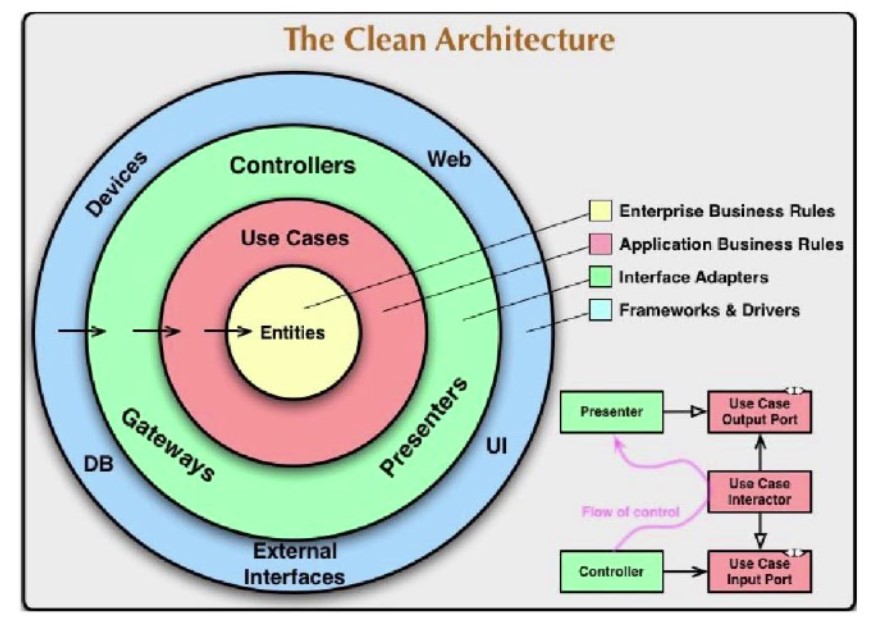 The Clean Architecture
Devices
Web
Controllers
Use Cases
Entities
Gateways
Presenters
DB
UI
External
Interfaces
Enterprise Business Rules
Application Business Rules
Interface Adapters
Frameworks & Drivers
Presenter
Use Case
Output Port
<I>
Use Case
Interactor
Flow of control
Controller
Use Case
Input Port
<I>